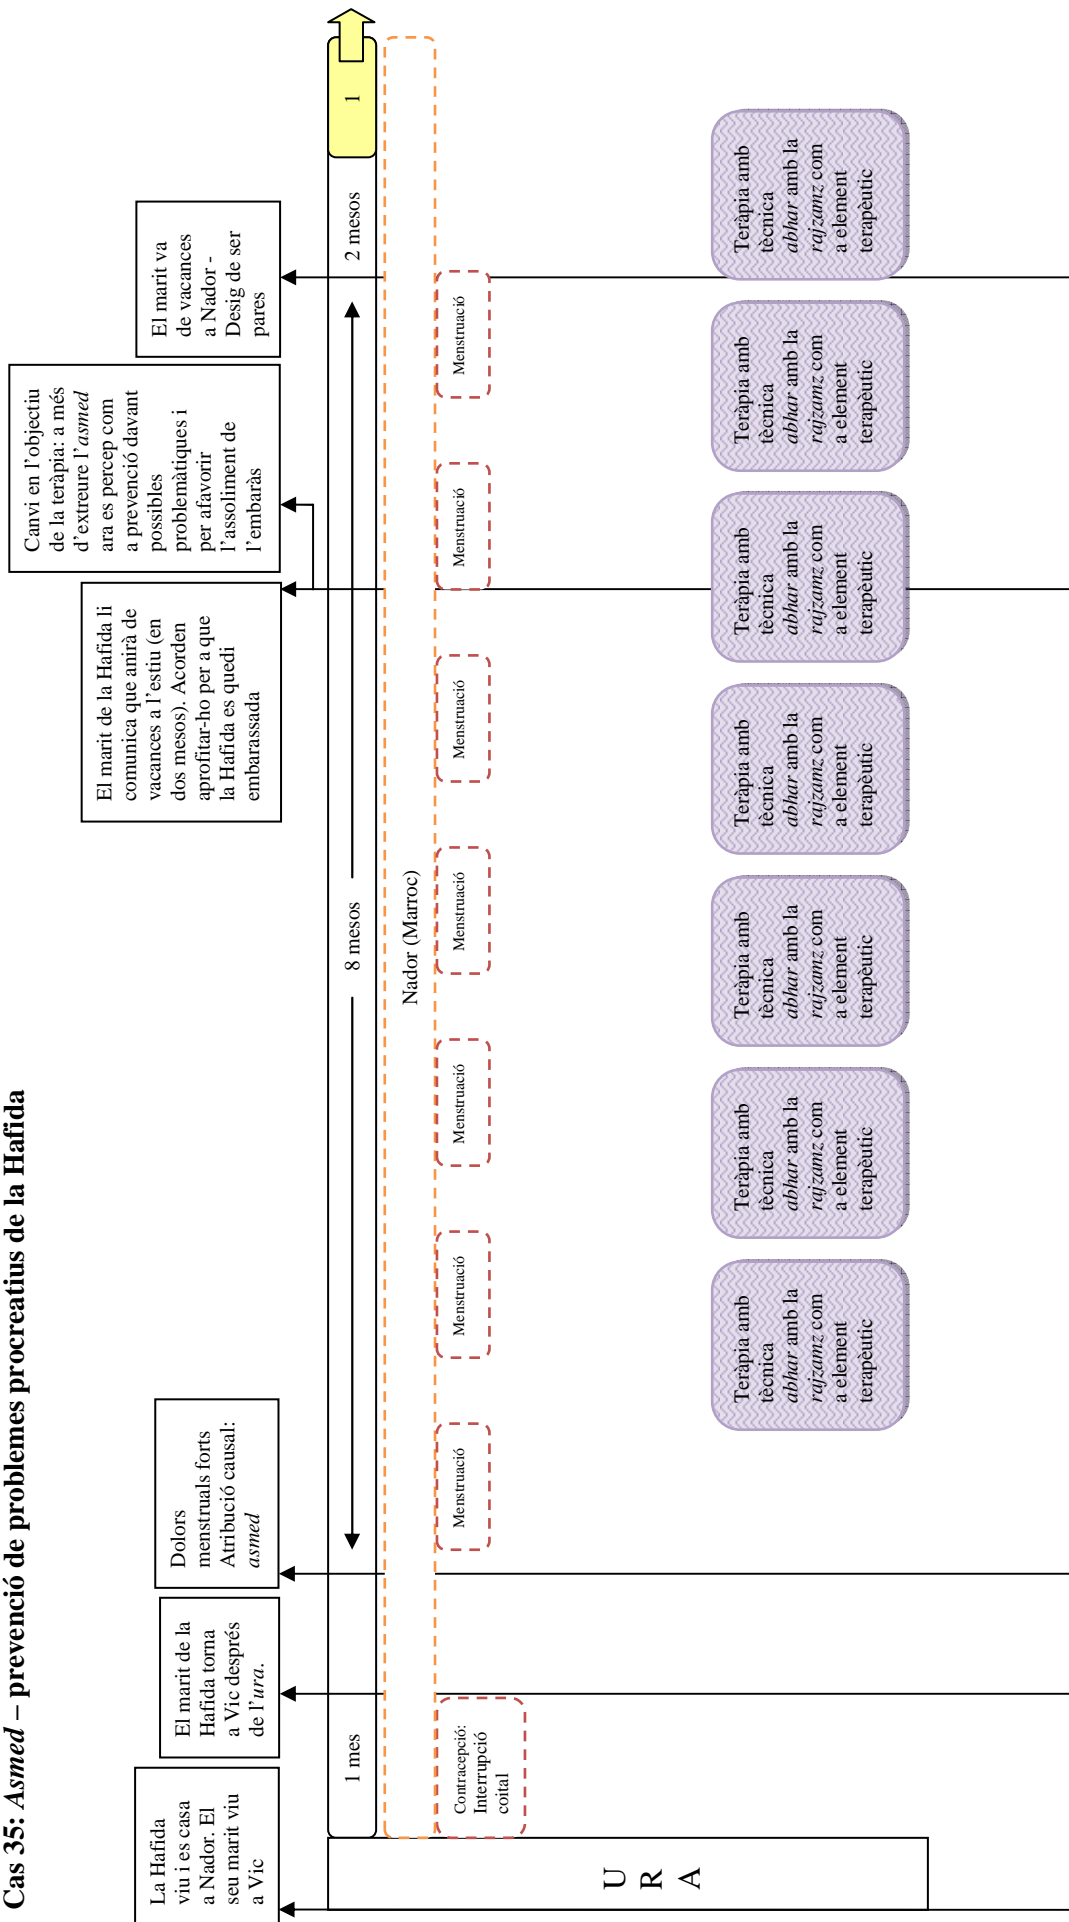 Cas 35: Asmed – prevenció de problemes procreatius de la Hafida
La Hafida
viu i es casa
a Nador. El
seu marit viu
a Vic
El marit de la
Hafida torna
a Vic després
de l’ura.
Dolors
menstruals forts
Atribució causal:
asmed
El marit de la Hafida li
comunica que anirà de
vacances a l’estiu (en
dos mesos). Acorden
aprofitar-ho per a que
la Hafida es quedi
embarassada
Canvi en l’objectiu
de la teràpia: a més
d’extreure l’asmed
ara es percep com
a prevenció davant
possibles
problemàtiques i
per afavorir
l’assoliment de
l’embaràs
El marit va
de vacances
a Nador -
Desig de ser
pares
1 mes
8 mesos
2 mesos
1
Nador (Marroc)
U
R
A
Contracepció:
Interrupció
coital
Menstruació
Menstruació
Menstruació
Menstruació
Menstruació
Menstruació
Menstruació
Teràpia amb
tècnica
abhar amb la
rajzamz com
a element
terapèutic
Teràpia amb
tècnica
abhar amb la
rajzamz com
a element
terapèutic
Teràpia amb
tècnica
abhar amb la
rajzamz com
a element
terapèutic
Teràpia amb
tècnica
abhar amb la
rajzamz com
a element
terapèutic
Teràpia amb
tècnica
abhar amb la
rajzamz com
a element
terapèutic
Teràpia amb
tècnica
abhar amb la
rajzamz com
a element
terapèutic
Teràpia amb
tècnica
abhar amb la
rajzamz com
a element
terapèutic